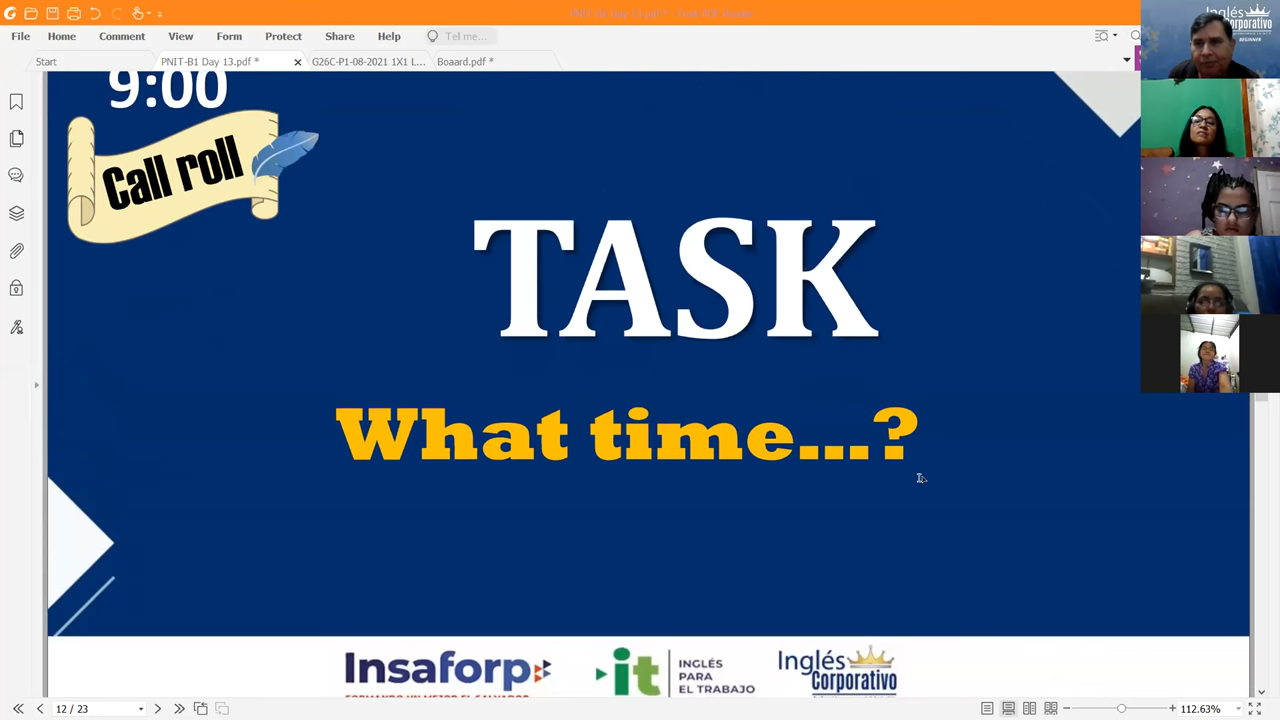 File Home Comment View Form Protect Share Help Tell me...
Start PNIT-B1 Day 13.pdf * G26C-P1-08-2021 1X1 L... Boaard.pdf *
9:00
Call roll
TASK
What time...?
Insaforp
it
INGLÉS
PARA
EL TRABAJO
Inglés
Corporativo
Inglés
Corporativo
BEGINNER
12 / 23
112.63%